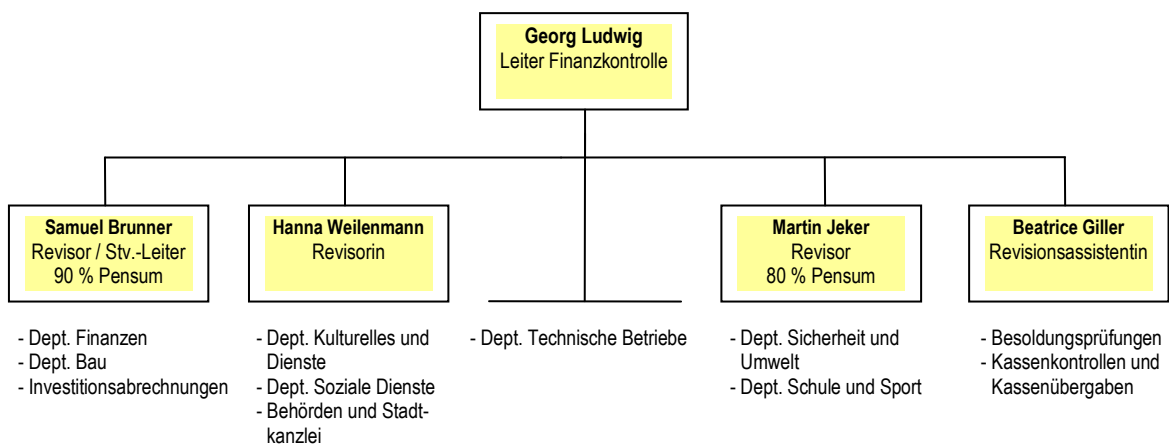 Georg Ludwig
Leiter Finanzkontrolle
Samuel Brunner
Revisor / Stv.-Leiter
90 % Pensum
Hanna Weilenmann
Revisorin
Martin Jeker
Revisor
80 % Pensum
Beatrice Giller
Revisionsassistentin
- Dept. Finanzen
- Dept. Bau
- Investitionsabrechnungen
- Dept. Kulturelles und
Dienste
- Dept. Soziale Dienste
- Behörden und Stadt-
kanzlei
- Dept. Technische Betriebe
- Dept. Sicherheit und
Umwelt
- Dept. Schule und Sport
- Besoldungsprüfungen
- Kassenkontrollen und
Kassenübergaben